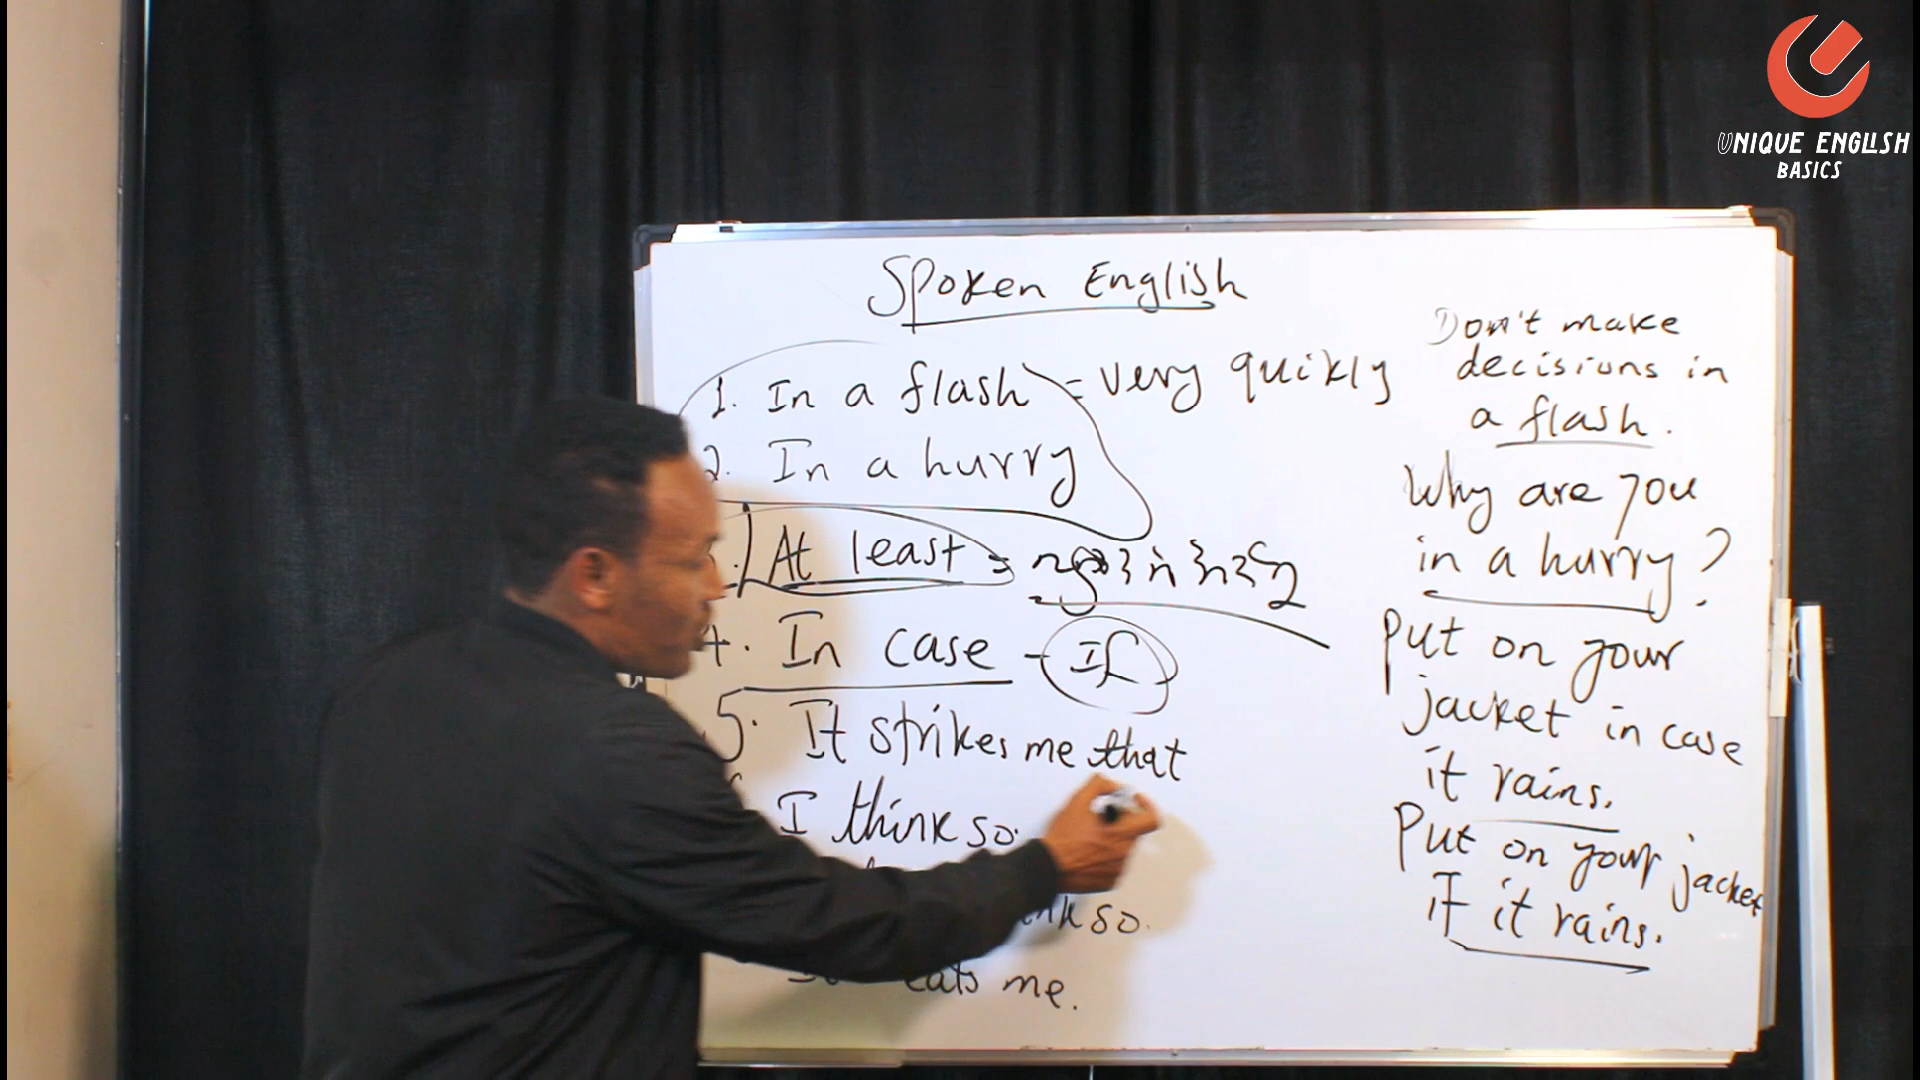 UNIQUE ENGLISH
BASICS
Spoken English
1. In a flash = very quickly
2. In a hurry
3. At least =
4. In case - If
5. It strikes me that
I think so.
so.
me.
Don't make
decisions in
a flash.
Why are you
in a hurry?
Put on your
jacket in case
it rains.
Put on your jacket
if it rains.